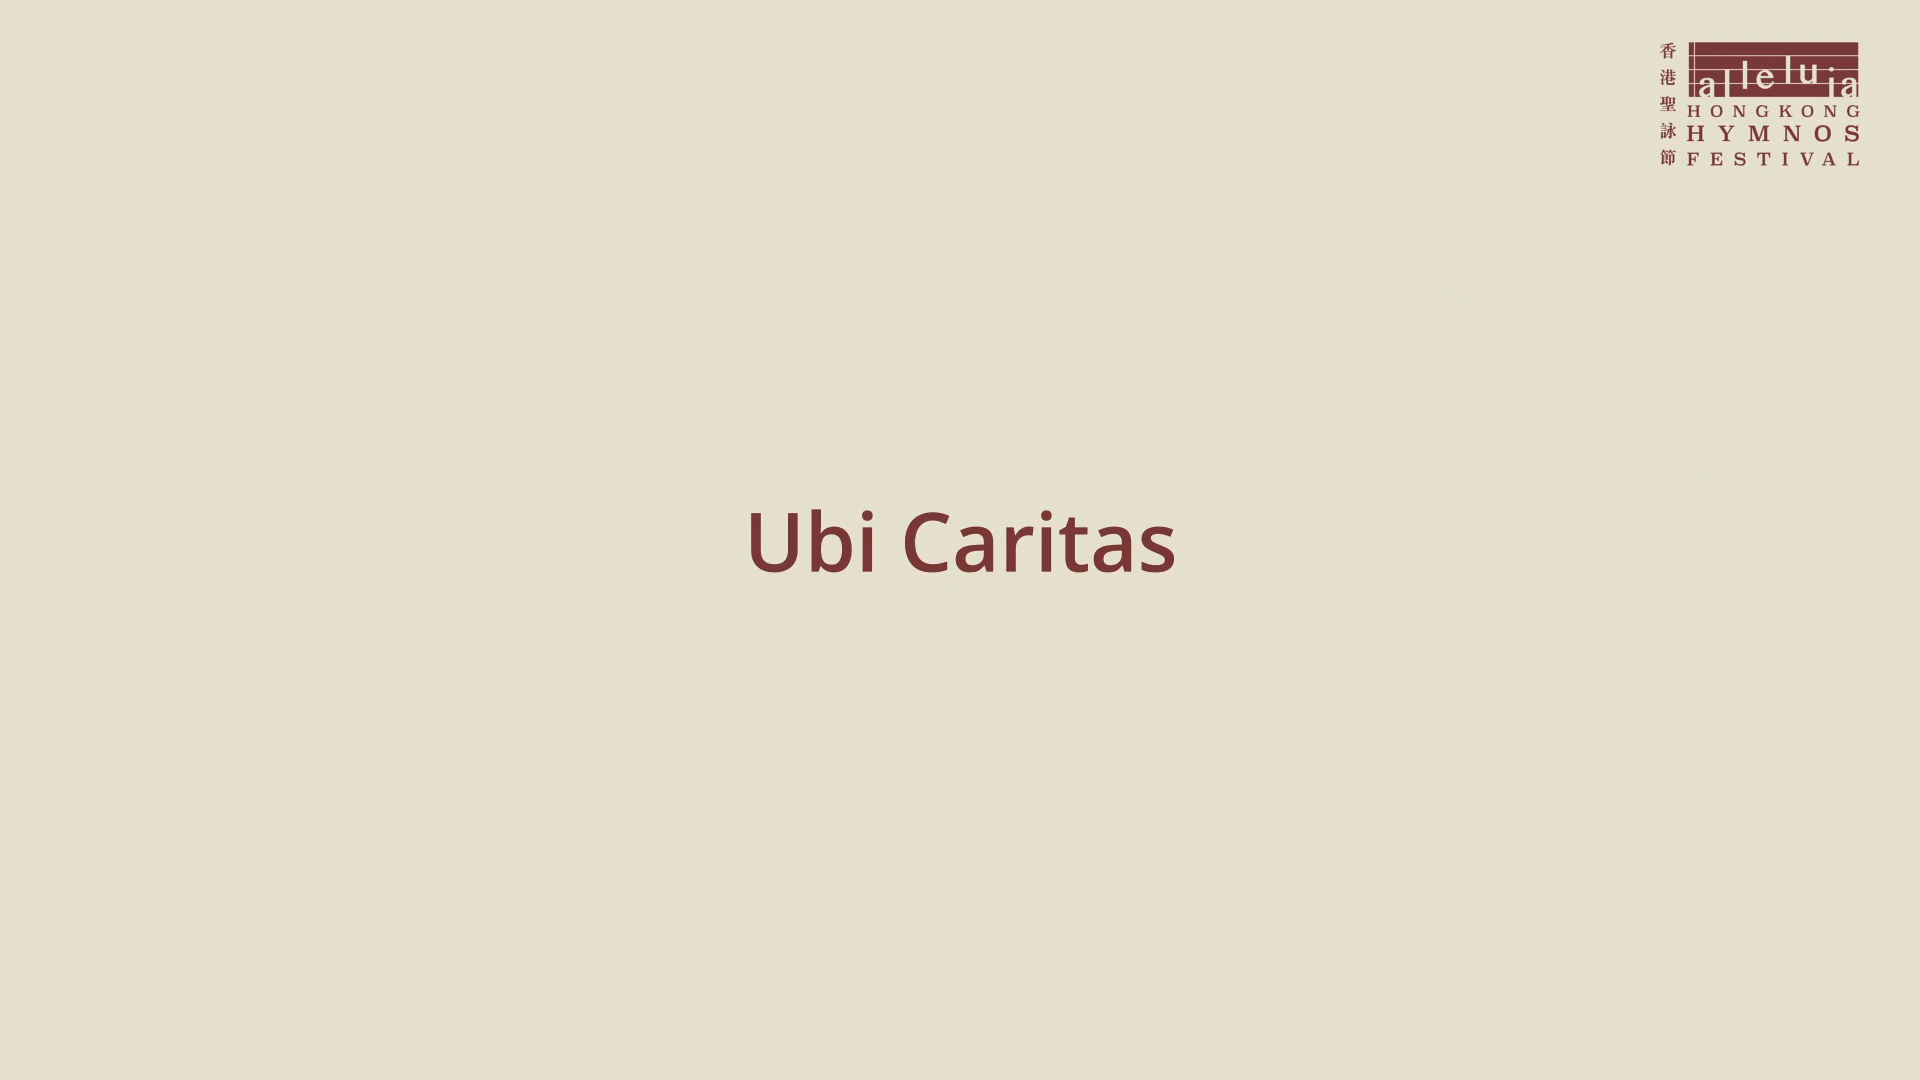 香港聖詠節
alleluia
HONGKONG
HYMNOS
FESTIVAL
Ubi Caritas